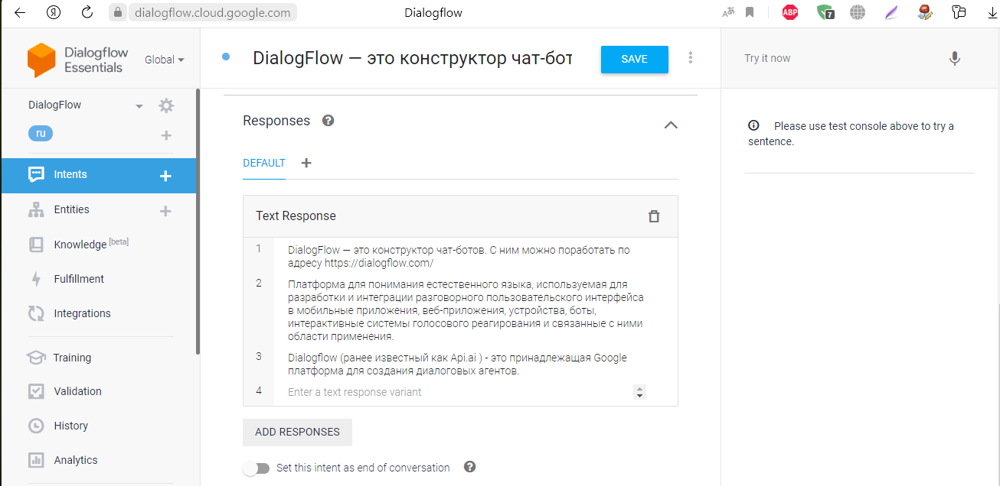 dialogflow.cloud.google.com
Dialogflow
ABP
7
Dialogflow
Essentials
Global
DialogFlow — это конструктор чат-бот
SAVE
Try it now
DialogFlow
ru
Intents
Entities
Knowledge [beta]
Fulfillment
Integrations
Training
Validation
History
Analytics
Responses
DEFAULT
Text Response
1 DialogFlow — это конструктор чат-ботов. С ним можно поработать по
адресу https://dialogflow.com/
2 Платформа для понимания естественного языка, используемая для
разработки и интеграции разговорного пользовательского интерфейса
в мобильные приложения, веб-приложения, устройства, боты,
интерактивные системы голосового реагирования и связанные с ними
области применения.
3 Dialogflow (ранее известный как Api.ai ) - это принадлежащая Google
платформа для создания диалоговых агентов.
4 Enter a text response variant
ADD RESPONSES
Set this intent as end of conversation
Please use test console above to try a
sentence.